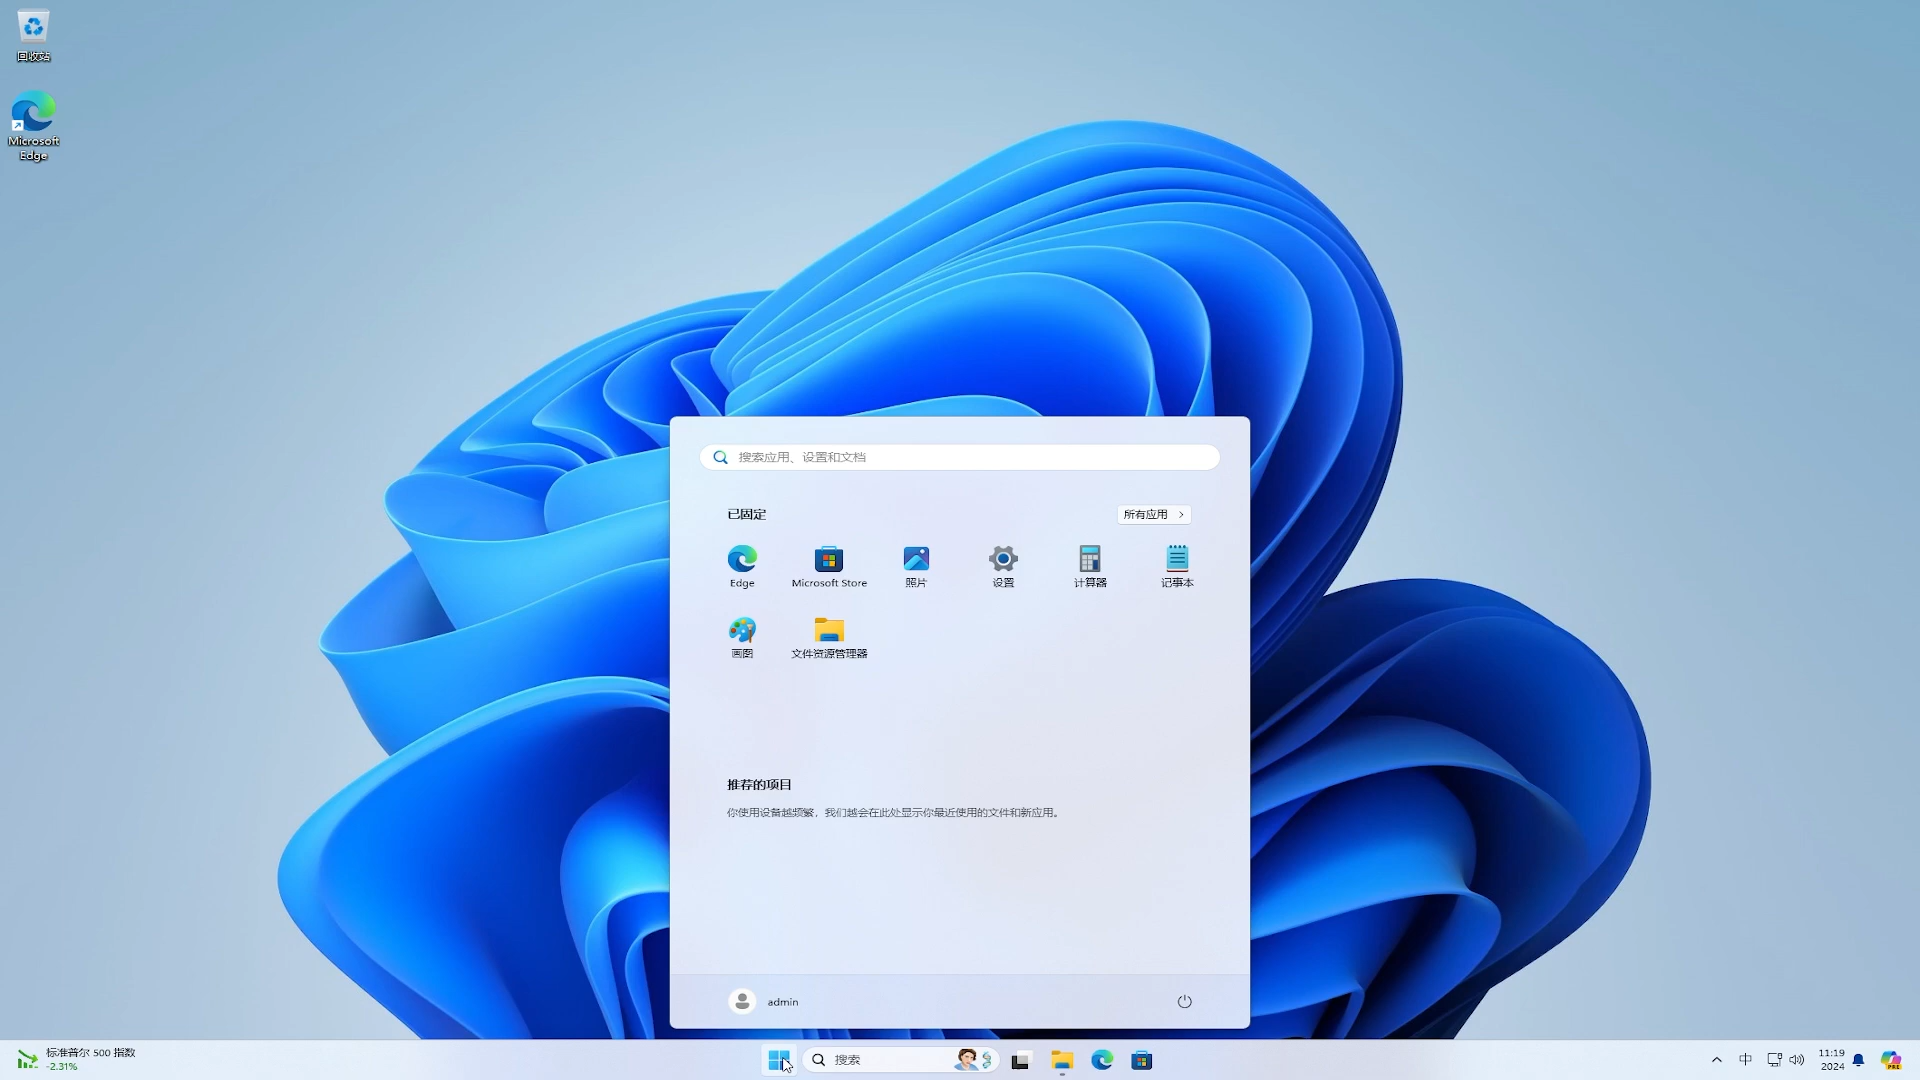 回收站
Microsoft
Edge
搜索应用、设置和文档
已固定
所有应用
Edge
Microsoft Store
照片
设置
计算器
记事本
画图
文件资源管理器
推荐的项目
你使用设备越频繁，我们越会在此处显示你最近使用的文件和新应用。
admin
标准普尔 500 指数
-2.31%
搜索
中
11:19
2024
PRE